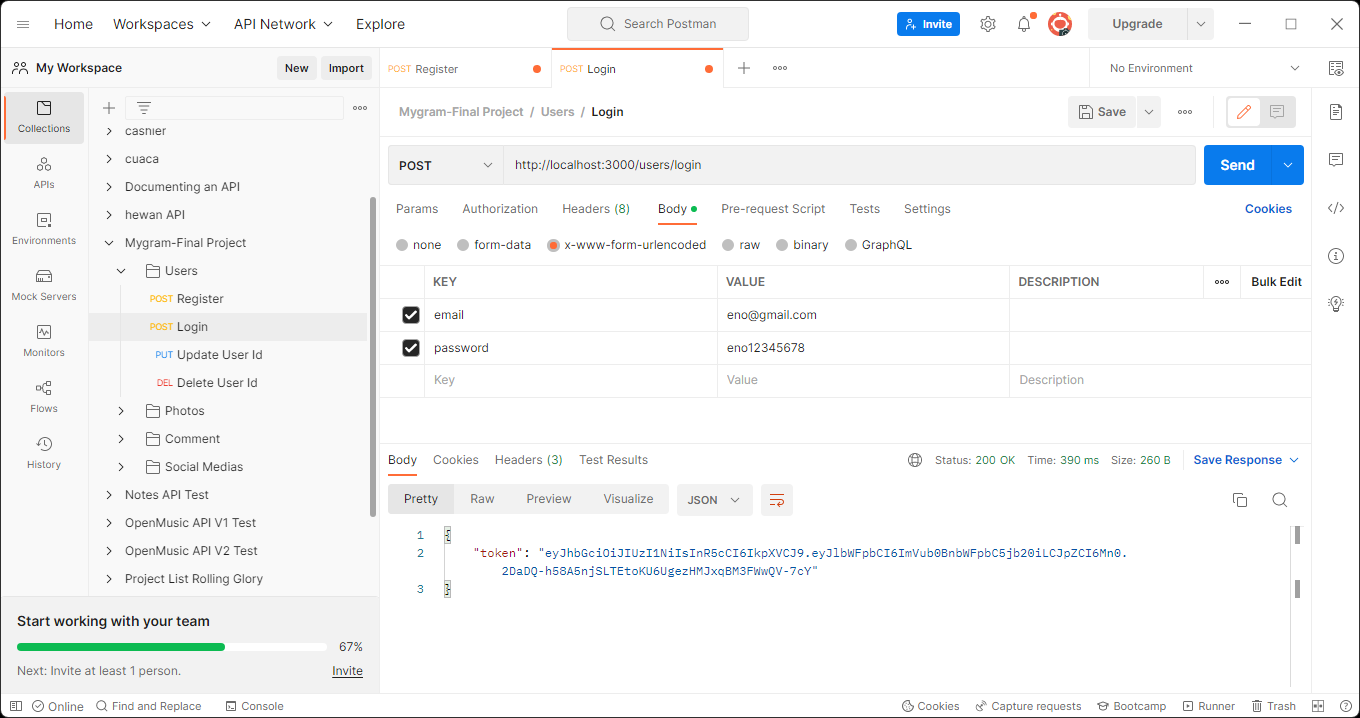 Home Workspaces API Network Explore Search Postman Invite Upgrade
My Workspace New Import
POST Register POST Login No Environment
Collections
APIs
Environments
Mock Servers
Monitors
Flows
History
cashier
cuaca
Documenting an API
hewan API
Mygram-Final Project
Users
POST Register
POST Login
PUT Update User Id
DEL Delete User Id
Photos
Comment
Social Medias
Notes API Test
OpenMusic API V1 Test
OpenMusic API V2 Test
Project List Rolling Glory
Start working with your team
67%
Next: Invite at least 1 person. Invite
Mygram-Final Project / Users / Login Save
POST http://localhost:3000/users/login Send
Params Authorization Headers (8) Body Pre-request Script Tests Settings Cookies
none form-data x-www-form-urlencoded raw binary GraphQL
KEY VALUE DESCRIPTION Bulk Edit
email eno@gmail.com
password eno12345678
Key Value Description
Body Cookies Headers (3) Test Results Status: 200 OK Time: 390 ms Size: 260 B Save Response
Pretty Raw Preview Visualize JSON
1 {
2 "token": "eyJhbGciOiJIUzI1NiIsInR5cCI6IkpXVCJ9.eyJlbWFpbCI6ImVub0BnbWFpbC5jb20iLCJpZCI6Mn0.
2DaDQ-h58A5njSLTEtoKU6UgezHMJxqBM3FWwQV-7cY"
3 }
Online Find and Replace Console Cookies Capture requests Bootcamp Runner Trash